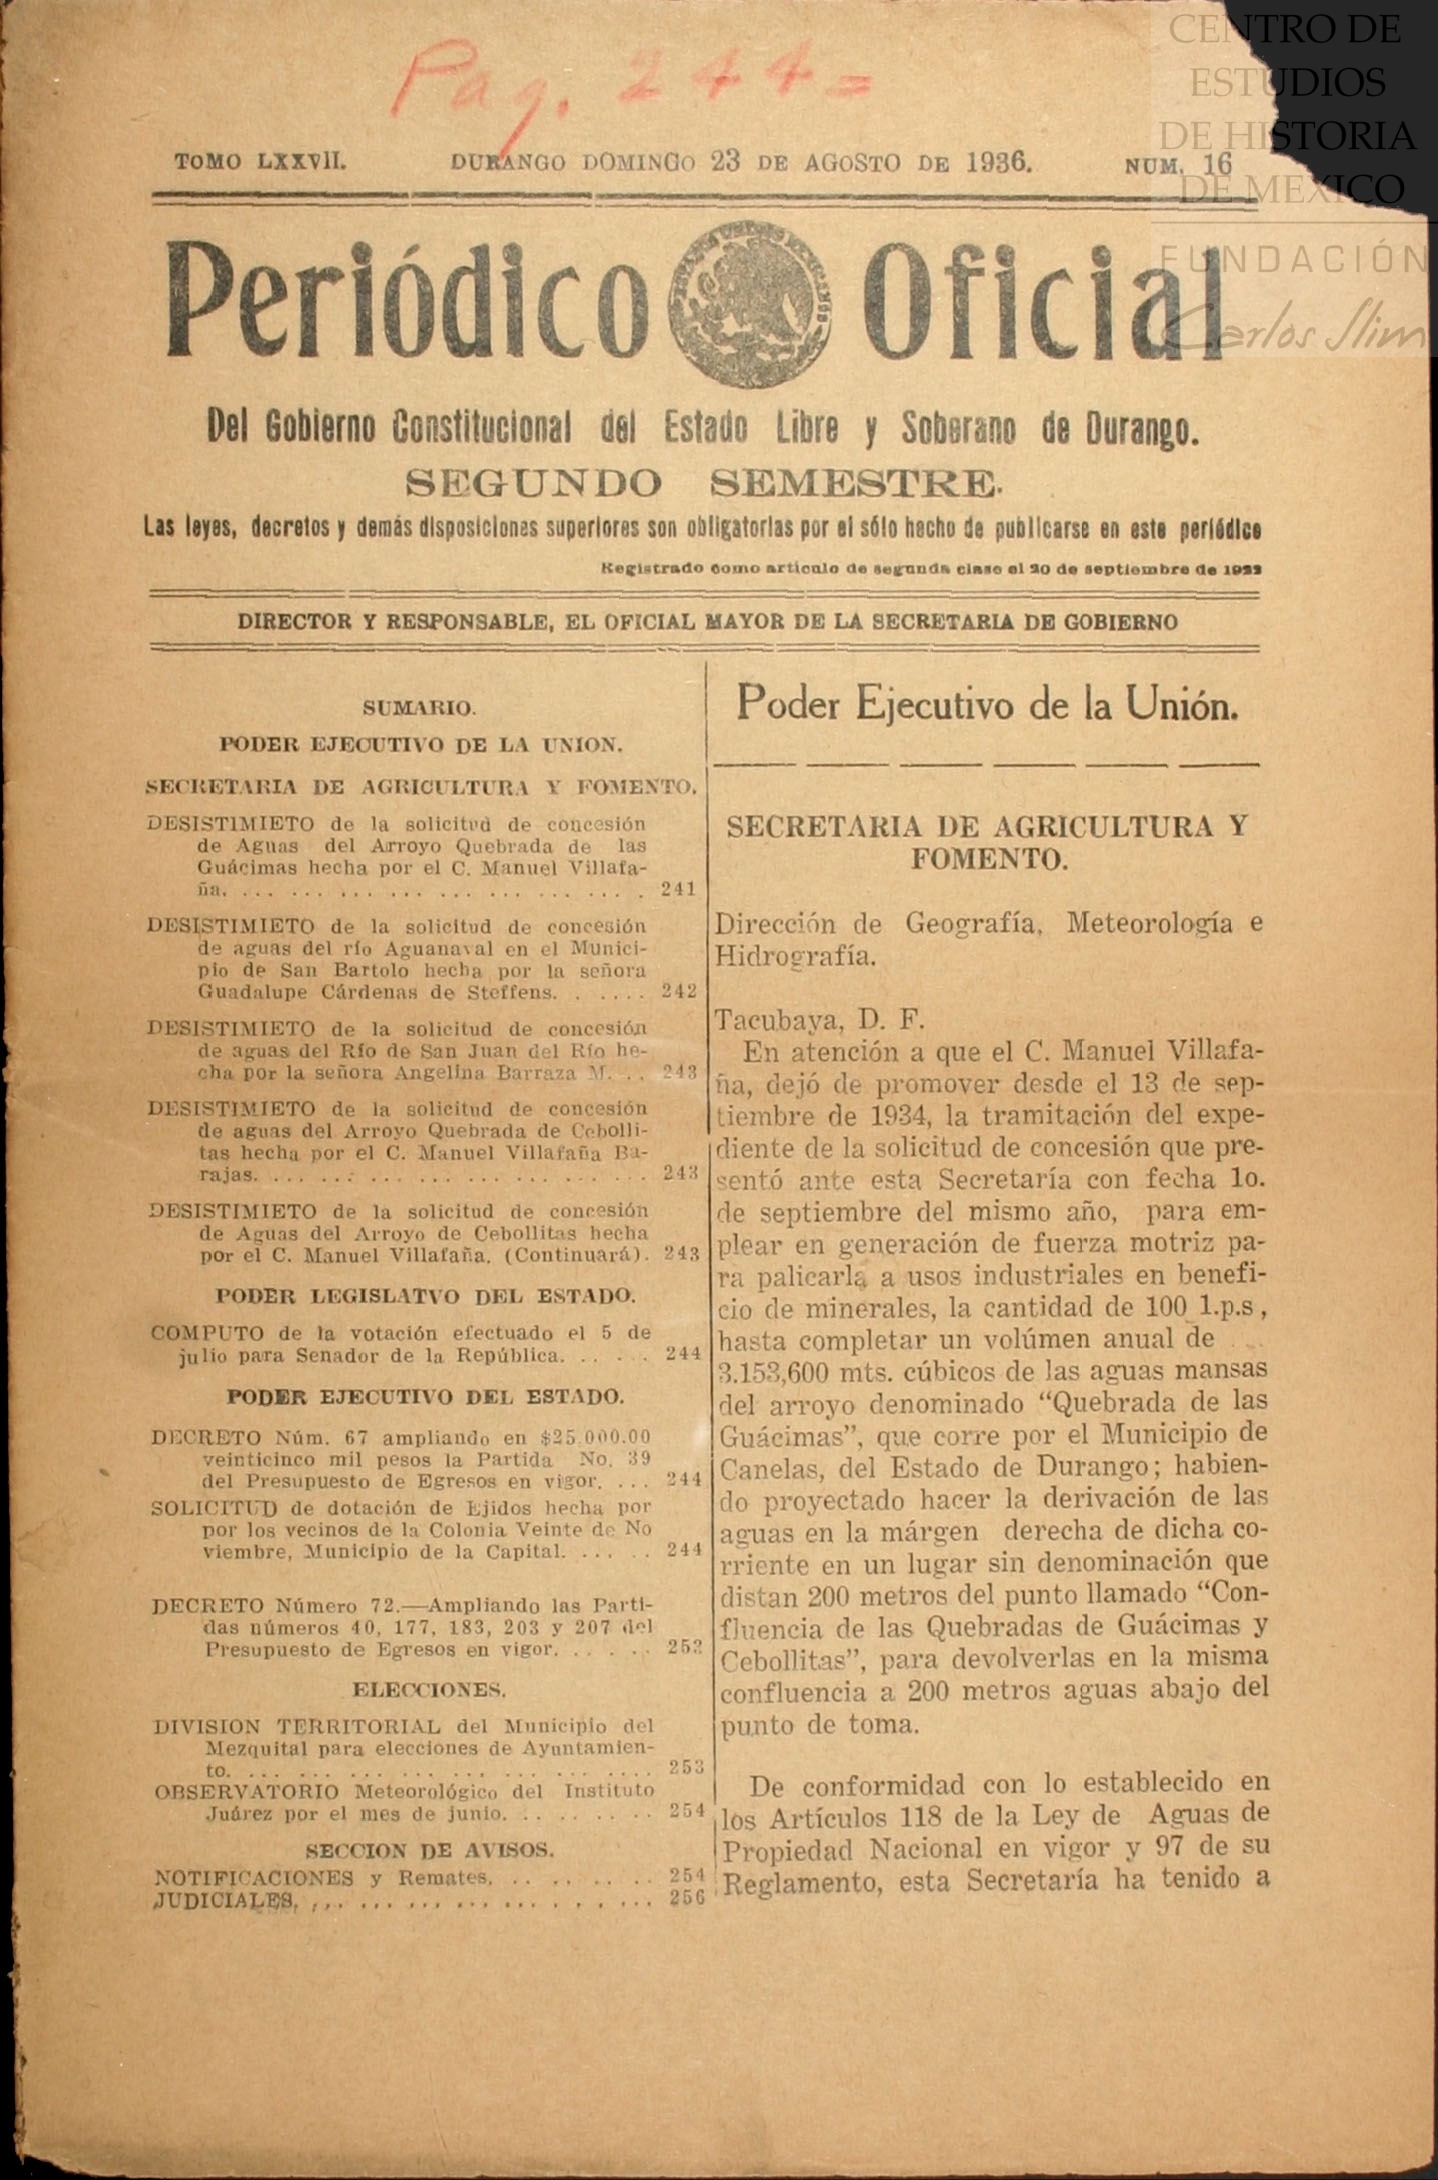 Pag. 244=
CENTRO DE
ESTUDIOS
DE HISTORIA
DE MEXICO
FUNDACIÓN
Carlos Slim
TOMO LXXVII. DURANGO DOMINGO 23 DE AGOSTO DE 1936. NUM. 16
Periódico Oficial
Del Gobierno Constitucional del Estado Libre y Soberano de Durango.
SEGUNDO SEMESTRE.
Las leyes, decretos y demás disposiciones superiores son obligatorias por el sólo hecho de publicarse en este periódico
Registrado como artículo de segunda clase el 20 de septiembre de
DIRECTOR Y RESPONSABLE, EL OFICIAL MAYOR DE LA SECRETARIA DE GOBIERNO
SUMARIO.
PODER EJECUTIVO DE LA UNION.
SECRETARIA DE AGRICULTURA Y FOMENTO.
DESISTIMIETO de la solicitud de concesión
de Aguas del Arroyo Quebrada de las
Guácimas hecha por el C. Manuel Villafa-
ña. ... ... ... ... ... ... ... ... . 241
DESISTIMIETO de la solicitud de concesión
de aguas del río Aguanaval en el Munici-
pio de San Bartolo hecha por la señora
Guadalupe Cárdenas de Steffens. . .... 242
DESISTIMIETO de la solicitud de concesión
de aguas del Río de San Juan del Río he-
cha por la señora Angelina Barraza M. .. 243
DESISTIMIETO de la solicitud de concesión
de aguas del Arroyo Quebrada de Cebolli-
tas hecha por el C. Manuel Villafaña Ba-
rajas. ... ... ... ... ... ... ... ... 243
DESISTIMIETO de la solicitud de concesión
de Aguas del Arroyo de Cebollitas hecha
por el C. Manuel Villafaña. (Continuará). 243
PODER LEGISLATVO DEL ESTADO.
COMPUTO de la votación efectuado el 5 de
julio para Senador de la República. .. ... 244
PODER EJECUTIVO DEL ESTADO.
DECRETO Núm. 67 ampliando en $25.000.00
veinticinco mil pesos la Partida No. 39
del Presupuesto de Egresos en vigor. ... 244
SOLICITUD de dotación de Ejidos hecha por
por los vecinos de la Colonia Veinte de No
viembre, Municipio de la Capital. ... .. 244
DECRETO Número 72.—Ampliando las Parti-
das números 40, 177, 183, 203 y 207 del
Presupuesto de Egresos en vigor. .. ... 252
ELECCIONES.
DIVISION TERRITORIAL del Municipio del
Mezquital para elecciones de Ayuntamien-
to. ... ... ... ... ... ... ... .... 253
OBSERVATORIO Meteorológico del Instituto
Juárez por el mes de junio. .. .. .. .. 254
SECCION DE AVISOS.
NOTIFICACIONES y Remates. .. .. .. .. 254
JUDICIALES. ... ... ... ... ... ... ... 256
Poder Ejecutivo de la Unión.
SECRETARIA DE AGRICULTURA Y
FOMENTO.
Dirección de Geografía, Meteorología e
Hidrografía.
Tacubaya, D. F.
En atención a que el C. Manuel Villafa-
ña, dejó de promover desde el 13 de sep-
tiembre de 1934, la tramitación del expe-
diente de la solicitud de concesión que pre-
sentó ante esta Secretaría con fecha 1o.
de septiembre del mismo año, para em-
plear en generación de fuerza motriz pa-
ra palicarla a usos industriales en benefi-
cio de minerales, la cantidad de 100 l.p.s,
hasta completar un volúmen anual de
3.153,600 mts. cúbicos de las aguas mansas
del arroyo denominado “Quebrada de las
Guácimas”, que corre por el Municipio de
Canelas, del Estado de Durango; habien-
do proyectado hacer la derivación de las
aguas en la márgen derecha de dicha co-
rriente en un lugar sin denominación que
distan 200 metros del punto llamado “Con-
fluencia de las Quebradas de Guácimas y
Cebollitas”, para devolverlas en la misma
confluencia a 200 metros aguas abajo del
punto de toma.
De conformidad con lo establecido en
los Artículos 118 de la Ley de Aguas de
Propiedad Nacional en vigor y 97 de su
Reglamento, esta Secretaría ha tenido a